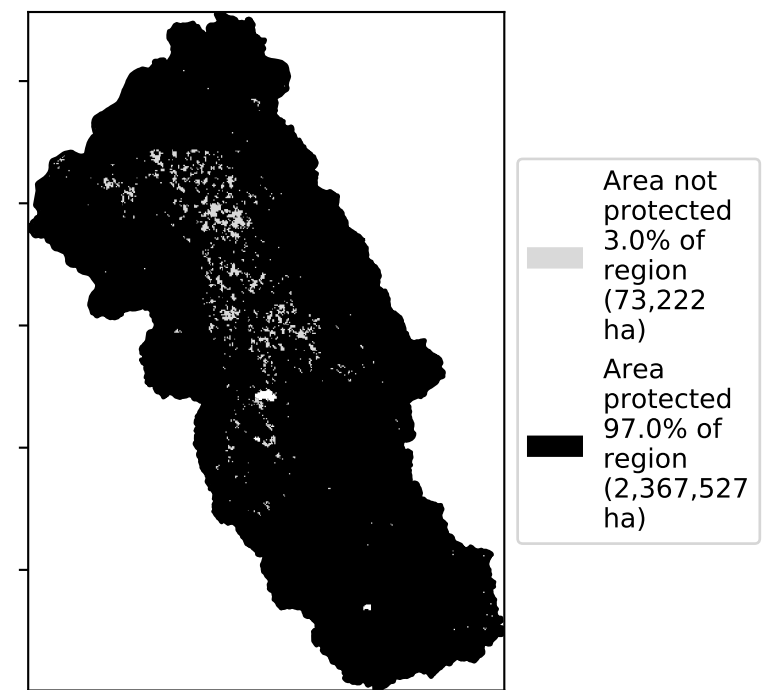 Area not
protected
3.0% of
region
(73,222
ha)
Area
protected
97.0% of
region
(2,367,527
ha)